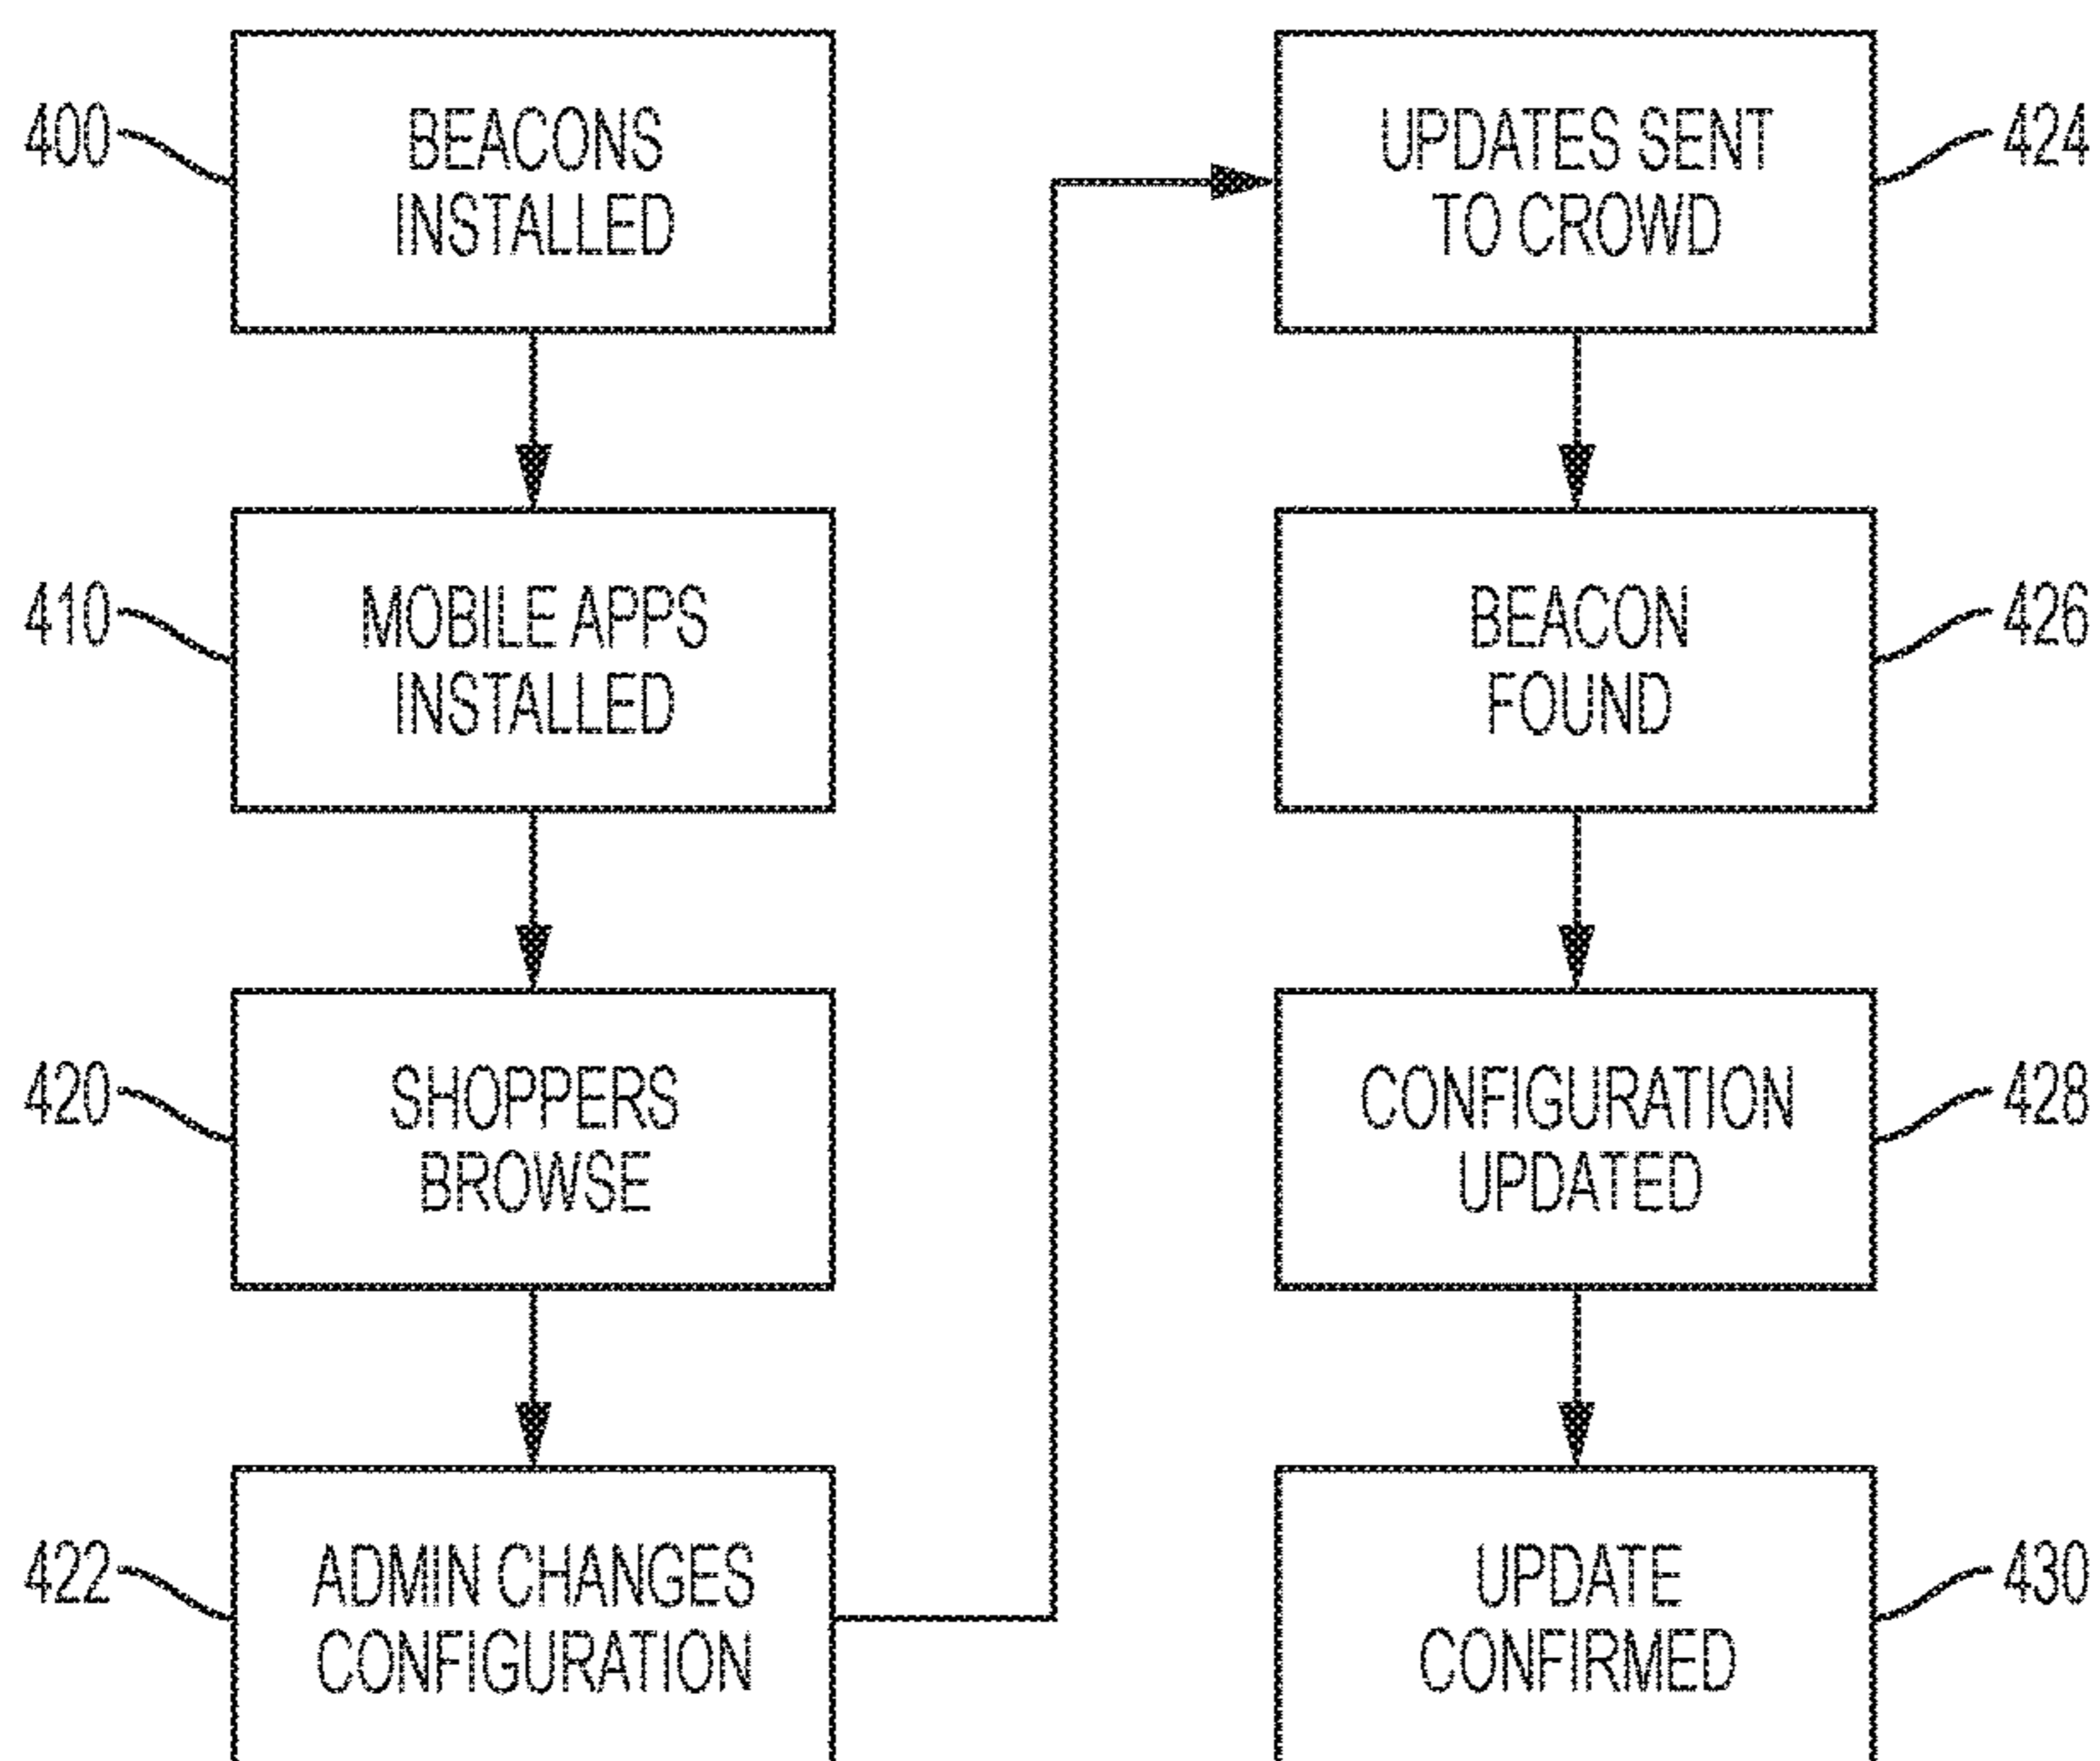 400
BEACONS
INSTALLED
410
MOBILE APPS
INSTALLED
420
SHOPPERS
BROWSE
422
ADMIN CHANGES
CONFIGURATION
UPDATES SENT
TO CROWD
424
BEACON
FOUND
426
CONFIGURATION
UPDATED
428
UPDATE
CONFIRMED
430